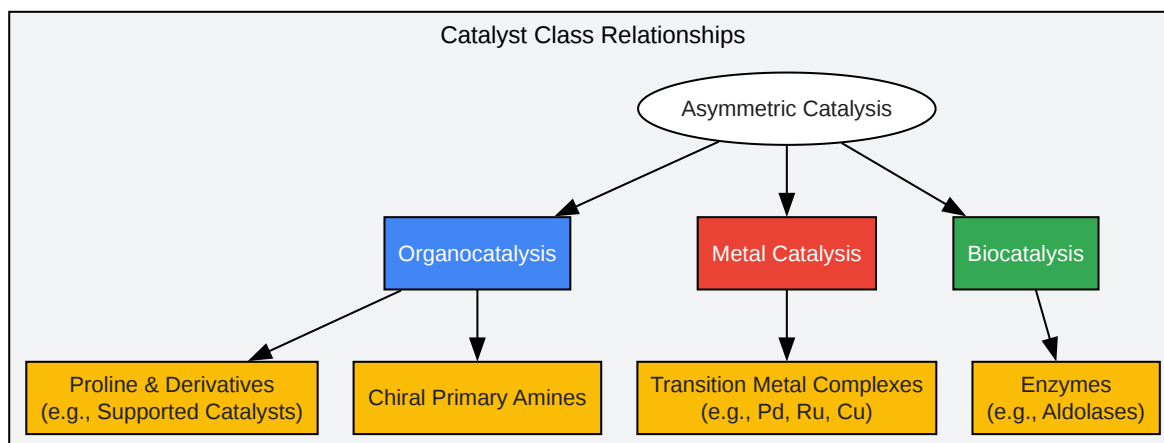 Catalyst Class Relationships
Asymmetric Catalysis
Organocatalysis
Metal Catalysis
Biocatalysis
Proline & Derivatives
(e.g., Supported Catalysts)
Chiral Primary Amines
Transition Metal Complexes
(e.g., Pd, Ru, Cu)
Enzymes
(e.g., Aldolases)